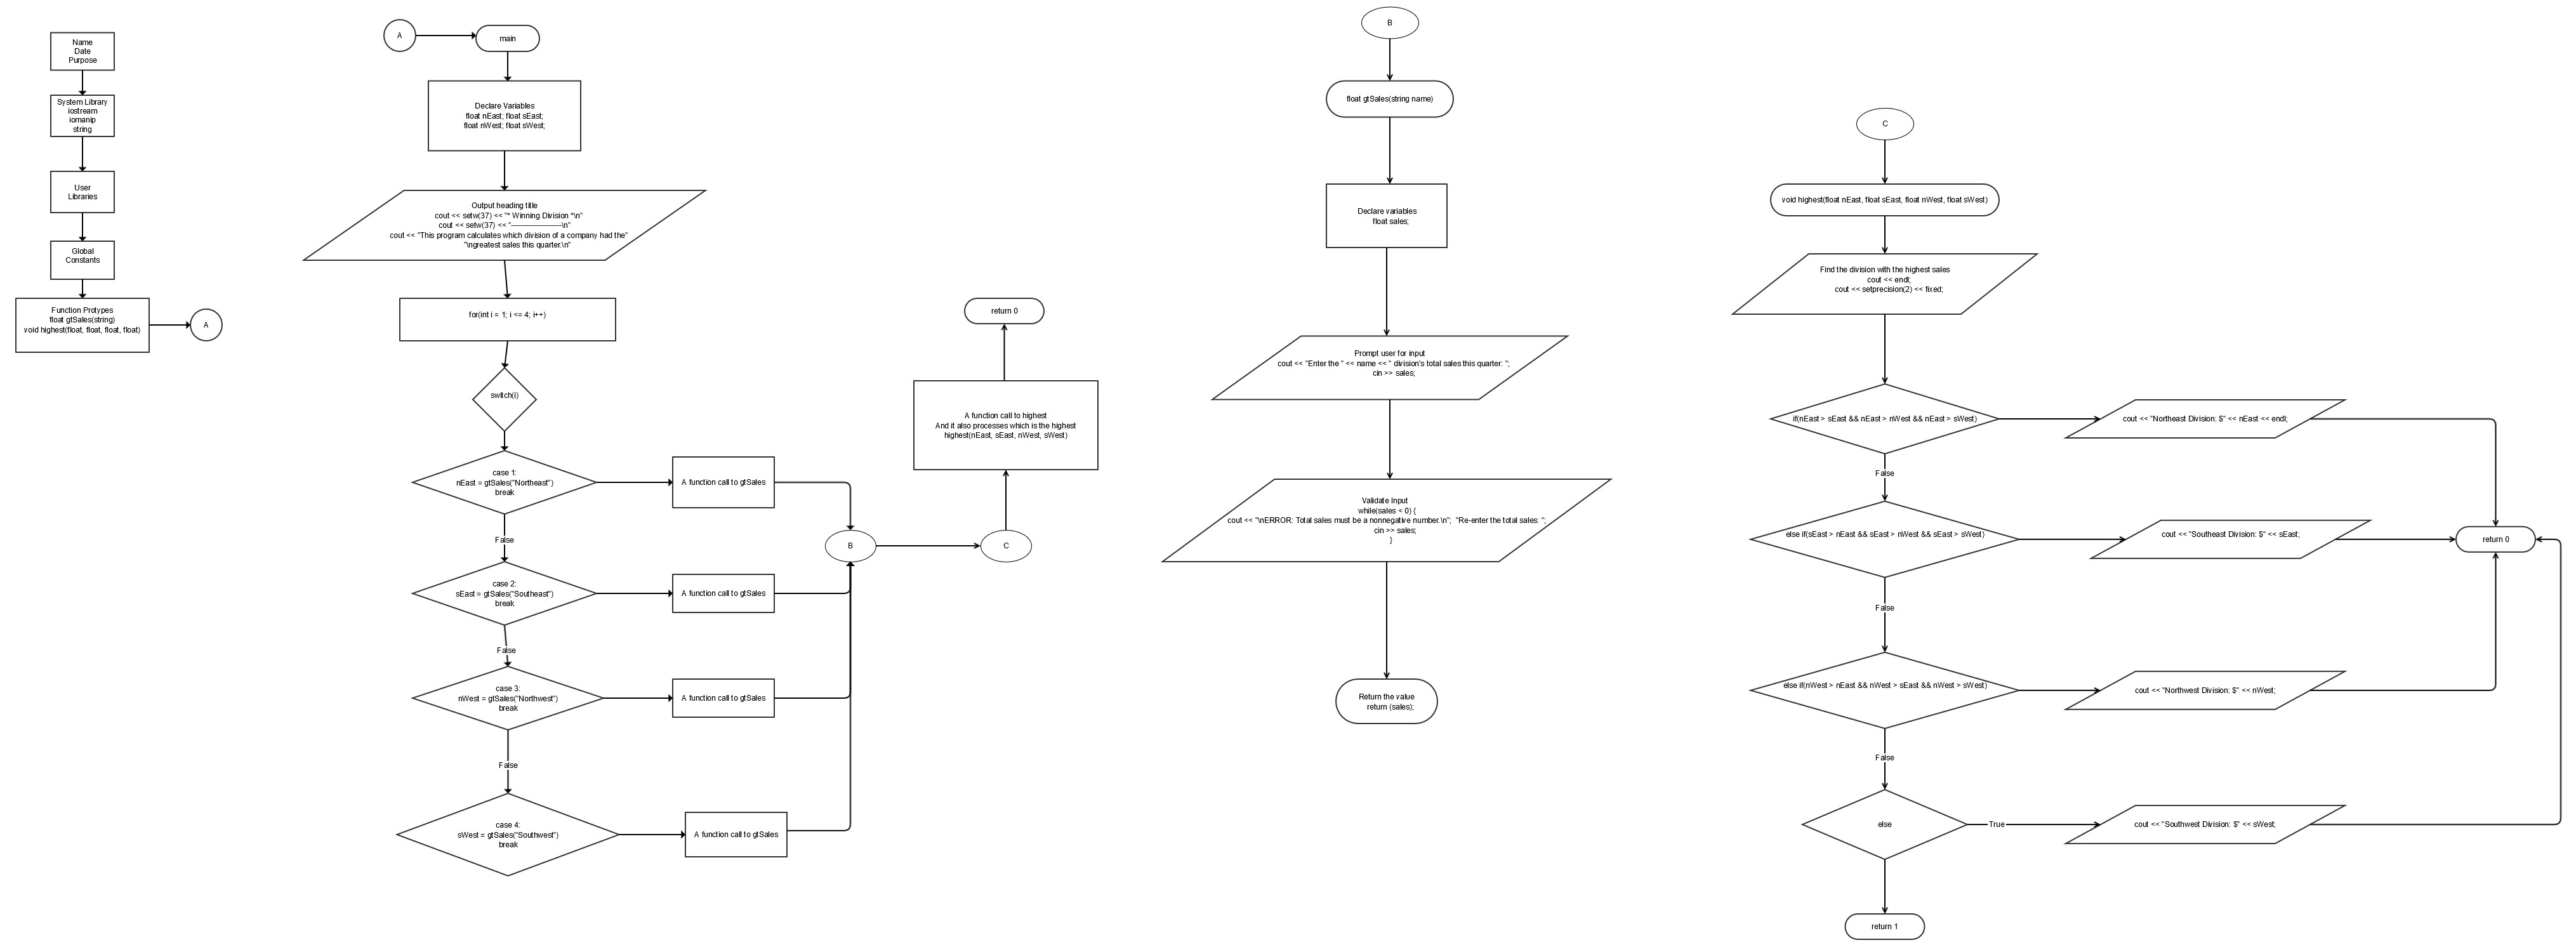 Name
Date
Purpose
System Library
iostream
iomanip
string
User
Libraries
Global
Constants
Function Protypes
float gtSales(string)
void highest(float, float, float, float)
A
A
main
Declare Variables
float nEast; float sEast;
float nWest; float sWest;
Output heading title
cout << setw(37) << "* Winning Division *\n"
cout << setw(37) << "--------------------\n"
cout << "This program calculates which division of a company had the"
"\ngreatest sales this quarter.\n"
for(int i = 1; i <= 4; i++)
switch(i)
case 1:
nEast = gtSales("Northeast")
break
A function call to gtSales
False
case 2:
sEast = gtSales("Southeast")
break
A function call to gtSales
False
case 3:
nWest = gtSales("Northwest")
break
A function call to gtSales
False
case 4:
sWest = gtSales("Southwest")
break
A function call to gtSales
B
C
A function call to highest
And it also processes which is the highest
highest(nEast, sEast, nWest, sWest)
return 0
B
float gtSales(string name)
Declare variables
float sales;
Prompt user for input
cout << "Enter the " << name << " division's total sales this quarter: ";
cin >> sales;
Validate Input
while(sales < 0) {
cout << "\nERROR: Total sales must be a nonnegative number.\n";  "Re-enter the total sales: ";
cin >> sales;
}
Return the value
return (sales);
C
void highest(float nEast, float sEast, float nWest, float sWest)
Find the division with the highest sales
cout << endl;
cout << setprecision(2) << fixed;
if(nEast > sEast && nEast > nWest && nEast > sWest)
cout << "Northeast Division: $" << nEast << endl;
False
else if(sEast > nEast && sEast > nWest && sEast > sWest)
cout << "Southeast Division: $" << sEast;
return 0
False
else if(nWest > nEast && nWest > sEast && nWest > sWest)
cout << "Northwest Division: $" << nWest;
False
else
True
cout << "Southwest Division: $" << sWest;
return 1